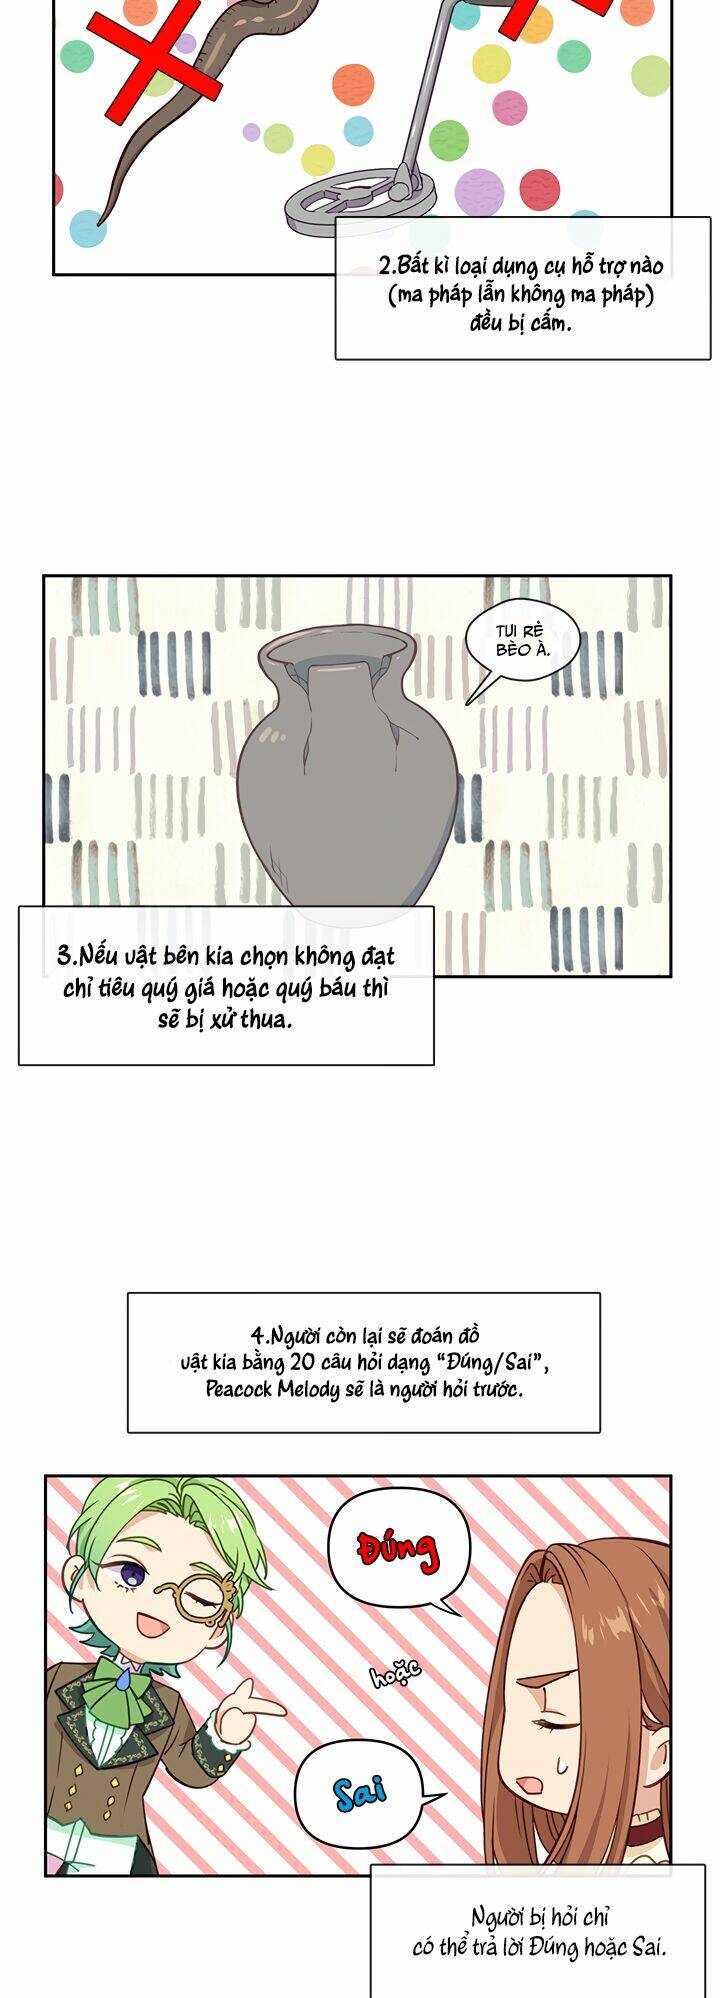 2.Bất kì loại dụng cụ hỗ trợ nào
(ma pháp lẫn không ma pháp)
đều bị cấm.
TUI RẺ
BÈO À.
3.Nếu vật bên kia chọn không đạt
chỉ tiêu quý giá hoặc quý báu thì
sẽ bị xử thua.
4.Người còn lại sẽ đoán đồ
vật kia bằng 20 câu hỏi dạng “Đúng/Sai”,
Peacock Melody sẽ là người hỏi trước.
Đúng
hoặc
Sai
Người bị hỏi chỉ
có thể trả lời Đúng hoặc Sai.